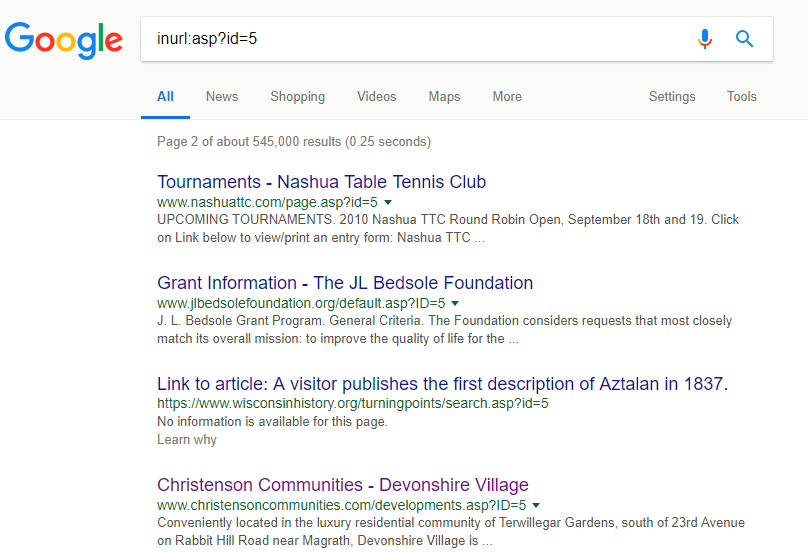 Google
inurl:asp?id=5
All News Shopping Videos Maps More Settings Tools
Page 2 of about 545,000 results (0.25 seconds)
Tournaments - Nashua Table Tennis Club
www.nashuattc.com/page.asp?id=5
UPCOMING TOURNAMENTS. 2010 Nashua TTC Round Robin Open, September 18th and 19. Click
on Link below to view/print an entry form: Nashua TTC ...
Grant Information - The JL Bedsole Foundation
www.jlbedsolefoundation.org/default.asp?ID=5
J. L. Bedsole Grant Program. General Criteria. The Foundation considers requests that most closely
match its overall mission: to improve the quality of life for the ...
Link to article: A visitor publishes the first description of Aztalan in 1837.
https://www.wisconsinhistory.org/turningpoints/search.asp?id=5
No information is available for this page.
Learn why
Christenson Communities - Devonshire Village
www.christensoncommunities.com/developments.asp?ID=5
Conveniently located in the luxury residential community of Terwillegar Gardens, south of 23rd Avenue
on Rabbit Hill Road near Magrath, Devonshire Village is ...